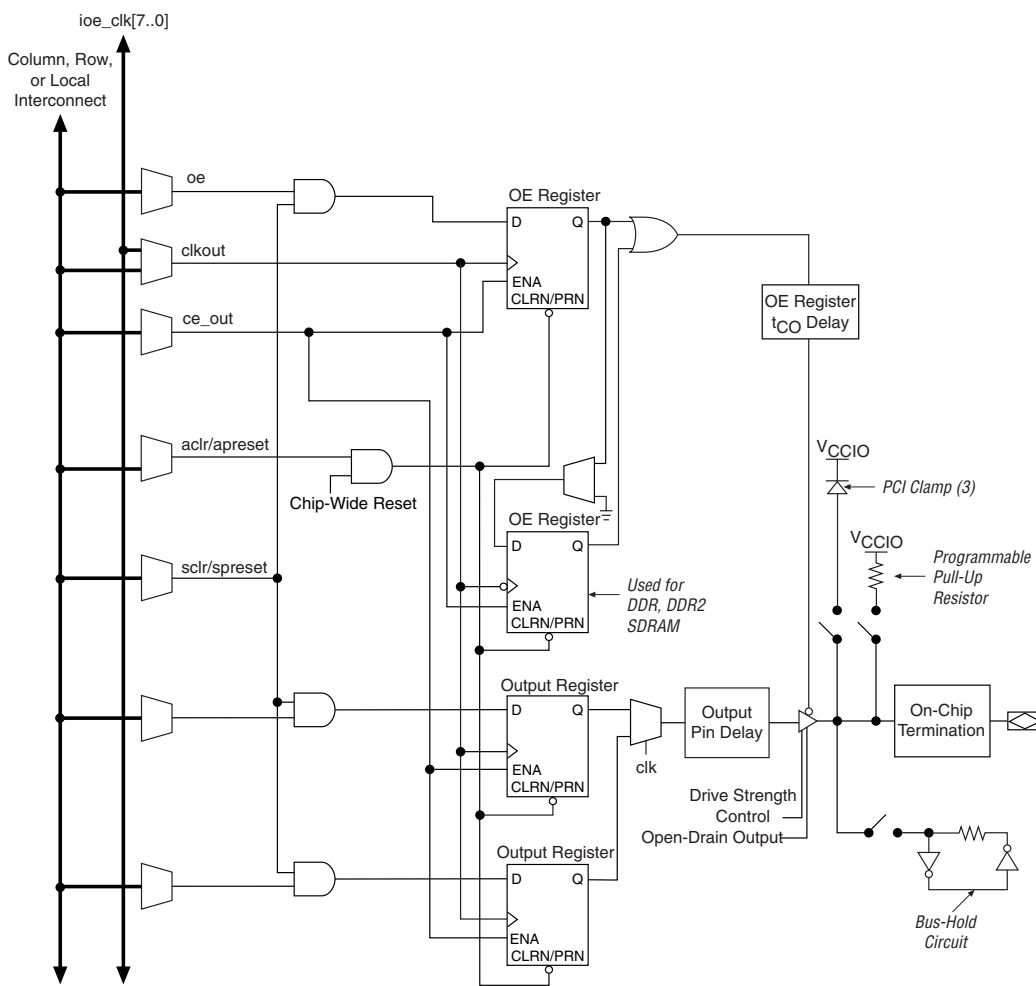 ioe_clk[7..0]
Column, Row,
or Local
Interconnect
oe
clkout
ce_out
aclr/apreset
Chip-Wide Reset
sclr/spreset
OE Register
D
Q
ENA
CLRN/PRN
OE Register
tCO Delay
VCCIO
PCI Clamp (3)
VCCIO
Programmable
Pull-Up
Resistor
OE Register
D
Q
ENA
CLRN/PRN
Used for
DDR, DDR2
SDRAM
Output Register
D
Q
ENA
CLRN/PRN
clk
Output
Pin Delay
On-Chip
Termination
Drive Strength
Control
Open-Drain Output
Output Register
D
Q
ENA
CLRN/PRN
Bus-Hold
Circuit